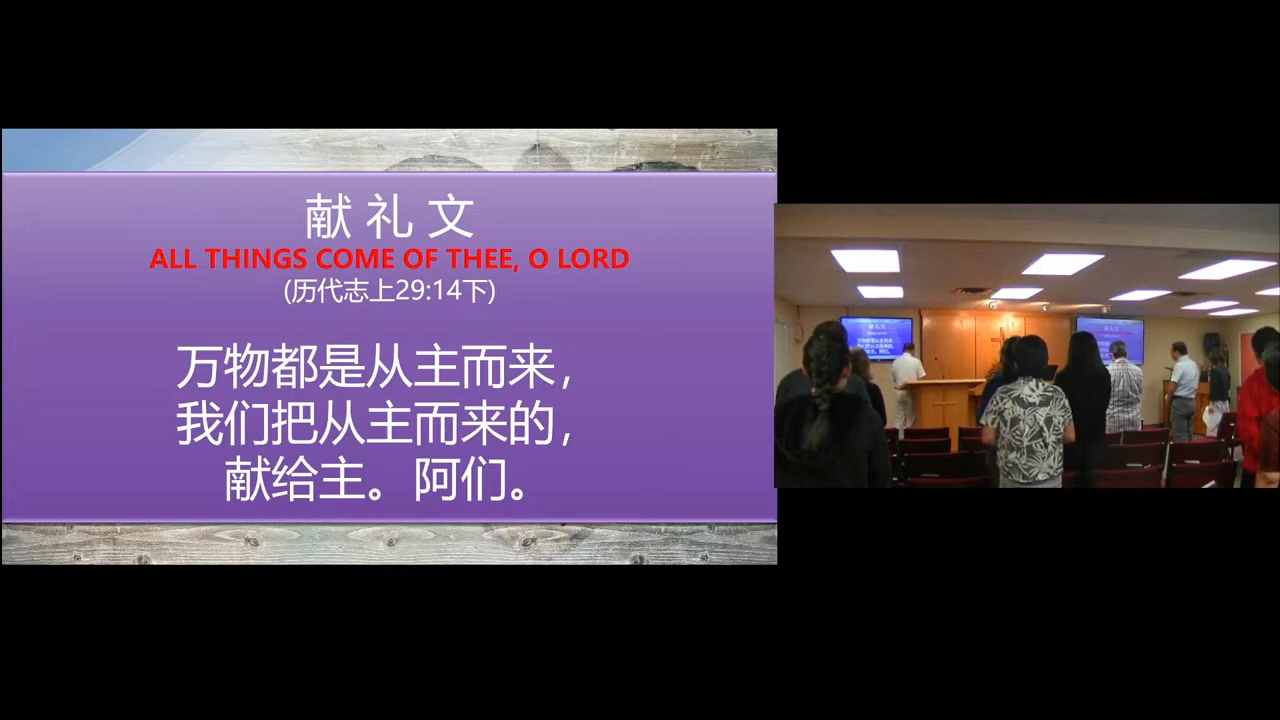 献 礼 文
ALL THINGS COME OF THEE, O LORD
(历代志上29:14下)
万物都是从主而来，
我们把从主而来的，
献给主。阿们。